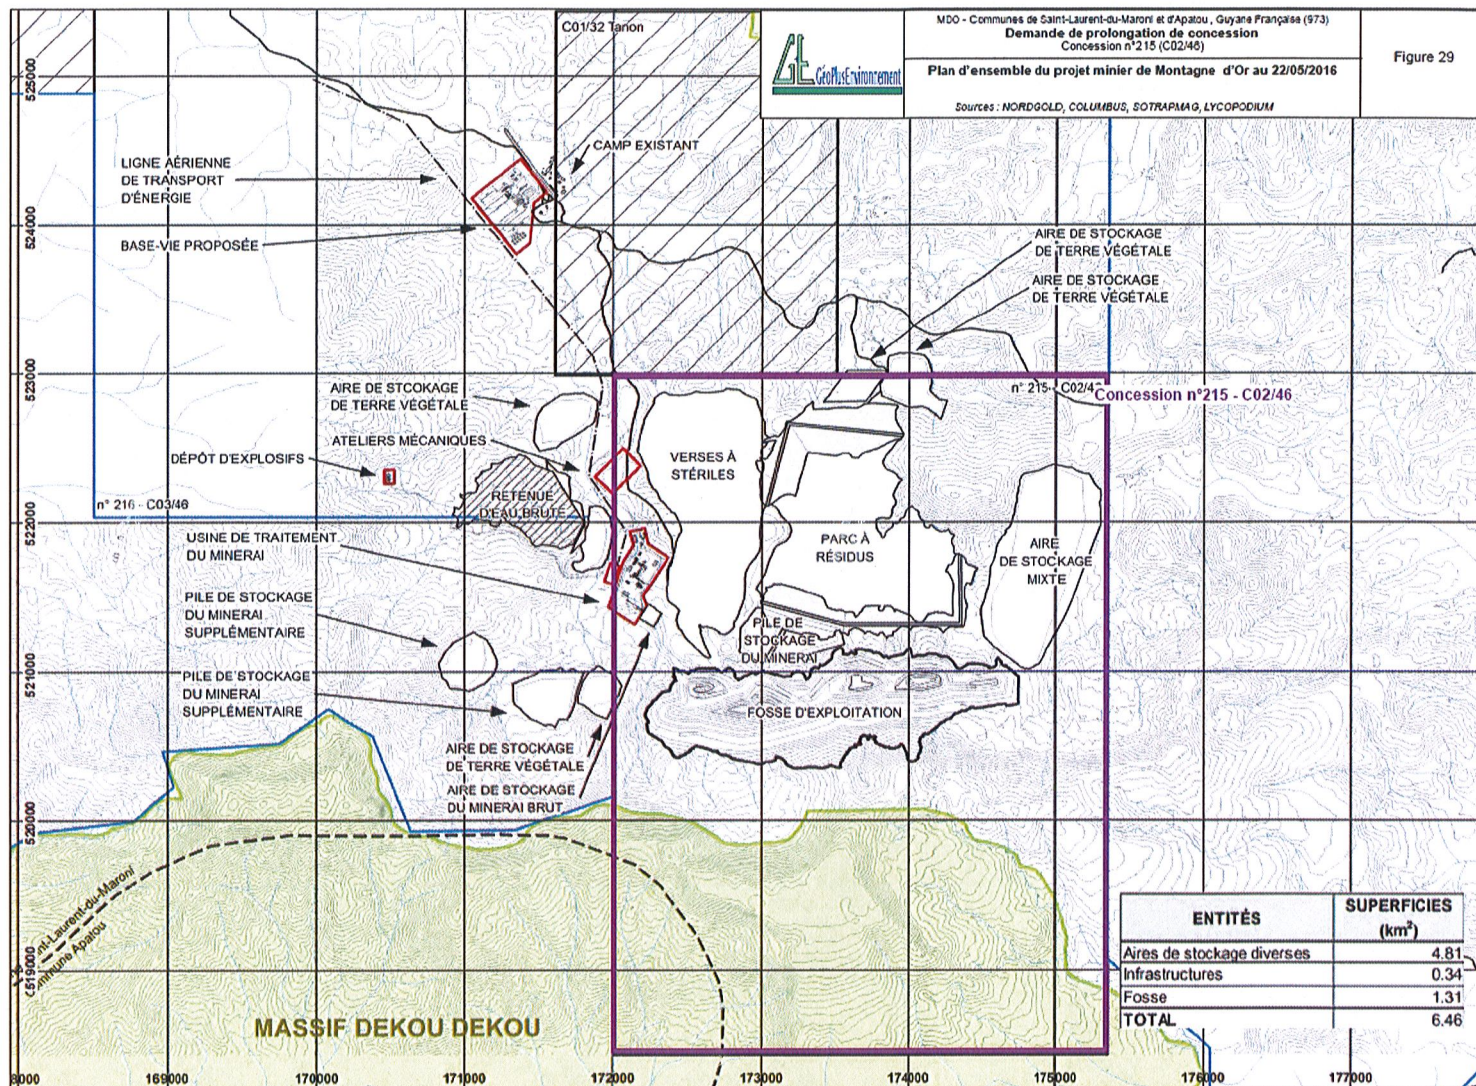 MDO - Communes de Saint-Laurent-du-Maroni et d'Apatou , Guyane Française (973)
Demande de prolongation de concession
Concession n°215 (C02/46)
Plan d'ensemble du projet minier de Montagne d'Or au 22/05/2016
Sources : NORDGOLD, COLUMBUS, SOTRAPMAG, LYCOPODIUM
Figure 29
GéoPlusEnvironnement
C01/32 Tanon
CAMP EXISTANT
LIGNE AÉRIENNE
DE TRANSPORT
D'ÉNERGIE
BASE-VIE PROPOSÉE
AIRE DE STOCKAGE
DE TERRE VÉGÉTALE
AIRE DE STOCKAGE
DE TERRE VÉGÉTALE
n° 215 - C02/4
Concession n°215 - C02/46
AIRE DE STCOKAGE
DE TERRE VÉGÉTALE
ATELIERS MÉCANIQUES
DÉPÔT D'EXPLOSIFS
n° 216 - C03/46
RETENUE
D'EAU BRUTE
VERSES À
STÉRILES
PARC À
RÉSIDUS
AIRE
DE STOCKAGE
MIXTE
USINE DE TRAITEMENT
DU MINERAI
PILE DE STOCKAGE
DU MINERAI
SUPPLÉMENTAIRE
PILE DE STOCKAGE
DU MINERAI
PILE DE STOCKAGE
DU MINERAI
SUPPLÉMENTAIRE
FOSSE D'EXPLOITATION
AIRE DE STOCKAGE
DE TERRE VÉGÉTALE
AIRE DE STOCKAGE
DU MINERAI BRUT
nt-Laurent-du-Maroni
mmune Apatou
MASSIF DEKOU DEKOU
ENTITÉS SUPERFICIES (km²)
Aires de stockage diverses 4.81
Infrastructures 0.34
Fosse 1.31
TOTAL 6.46
525000
524000
523000
522000
521000
520000
519000
169000 170000 171000 172000 173000 174000 175000 176000 177000